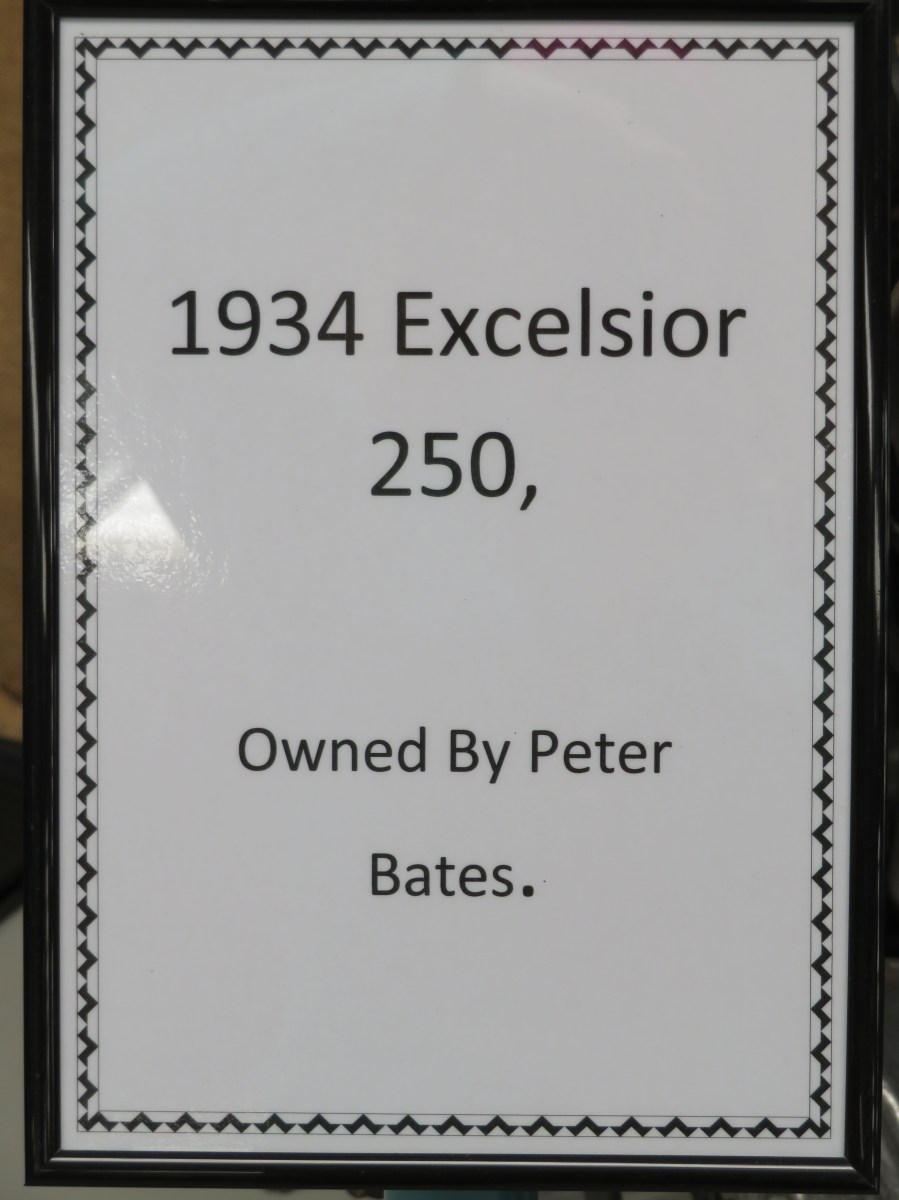 1934 Excelsior
250,
Owned By Peter
Bates.